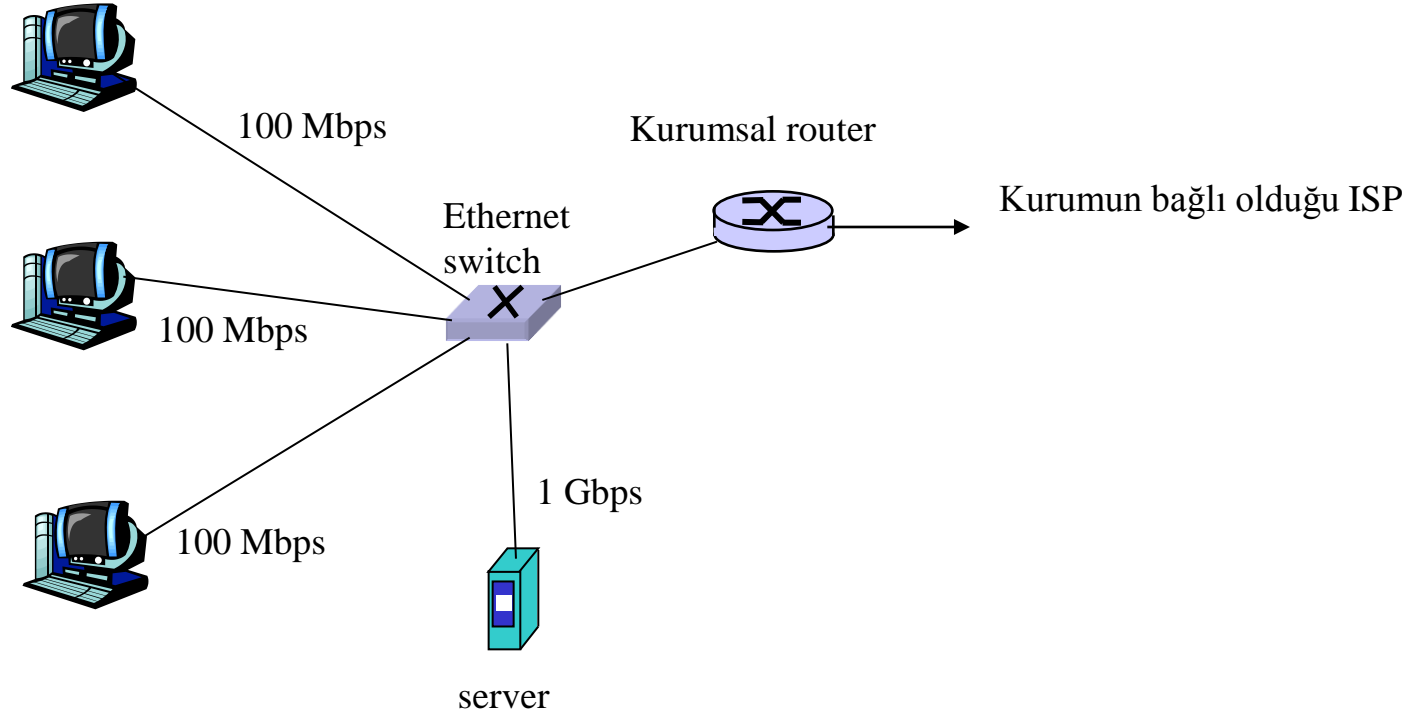 100 Mbps
Kurumsal router
Kurumun bağlı olduğu ISP
Ethernet
switch
100 Mbps
1 Gbps
100 Mbps
server